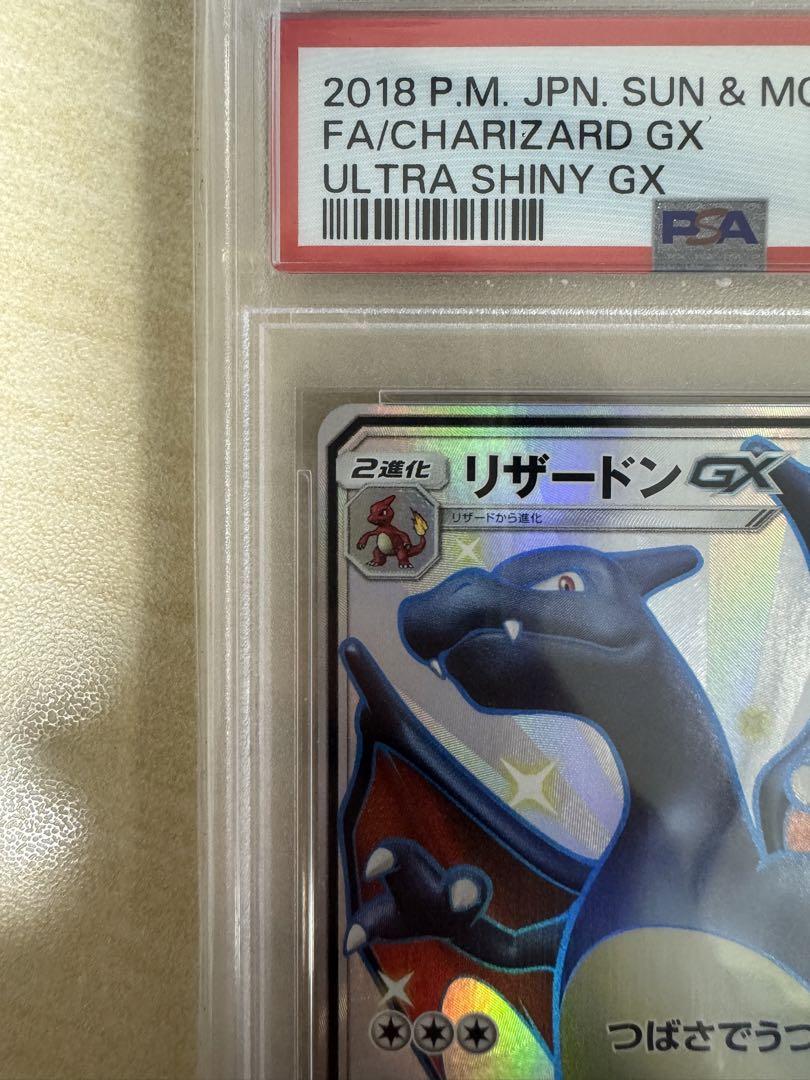 2018 P.M. JPN. SUN & MO
FA/CHARIZARD GX
ULTRA SHINY GX
PSA
2進化 リザードンGX
リザードから進化
つばさでうつ